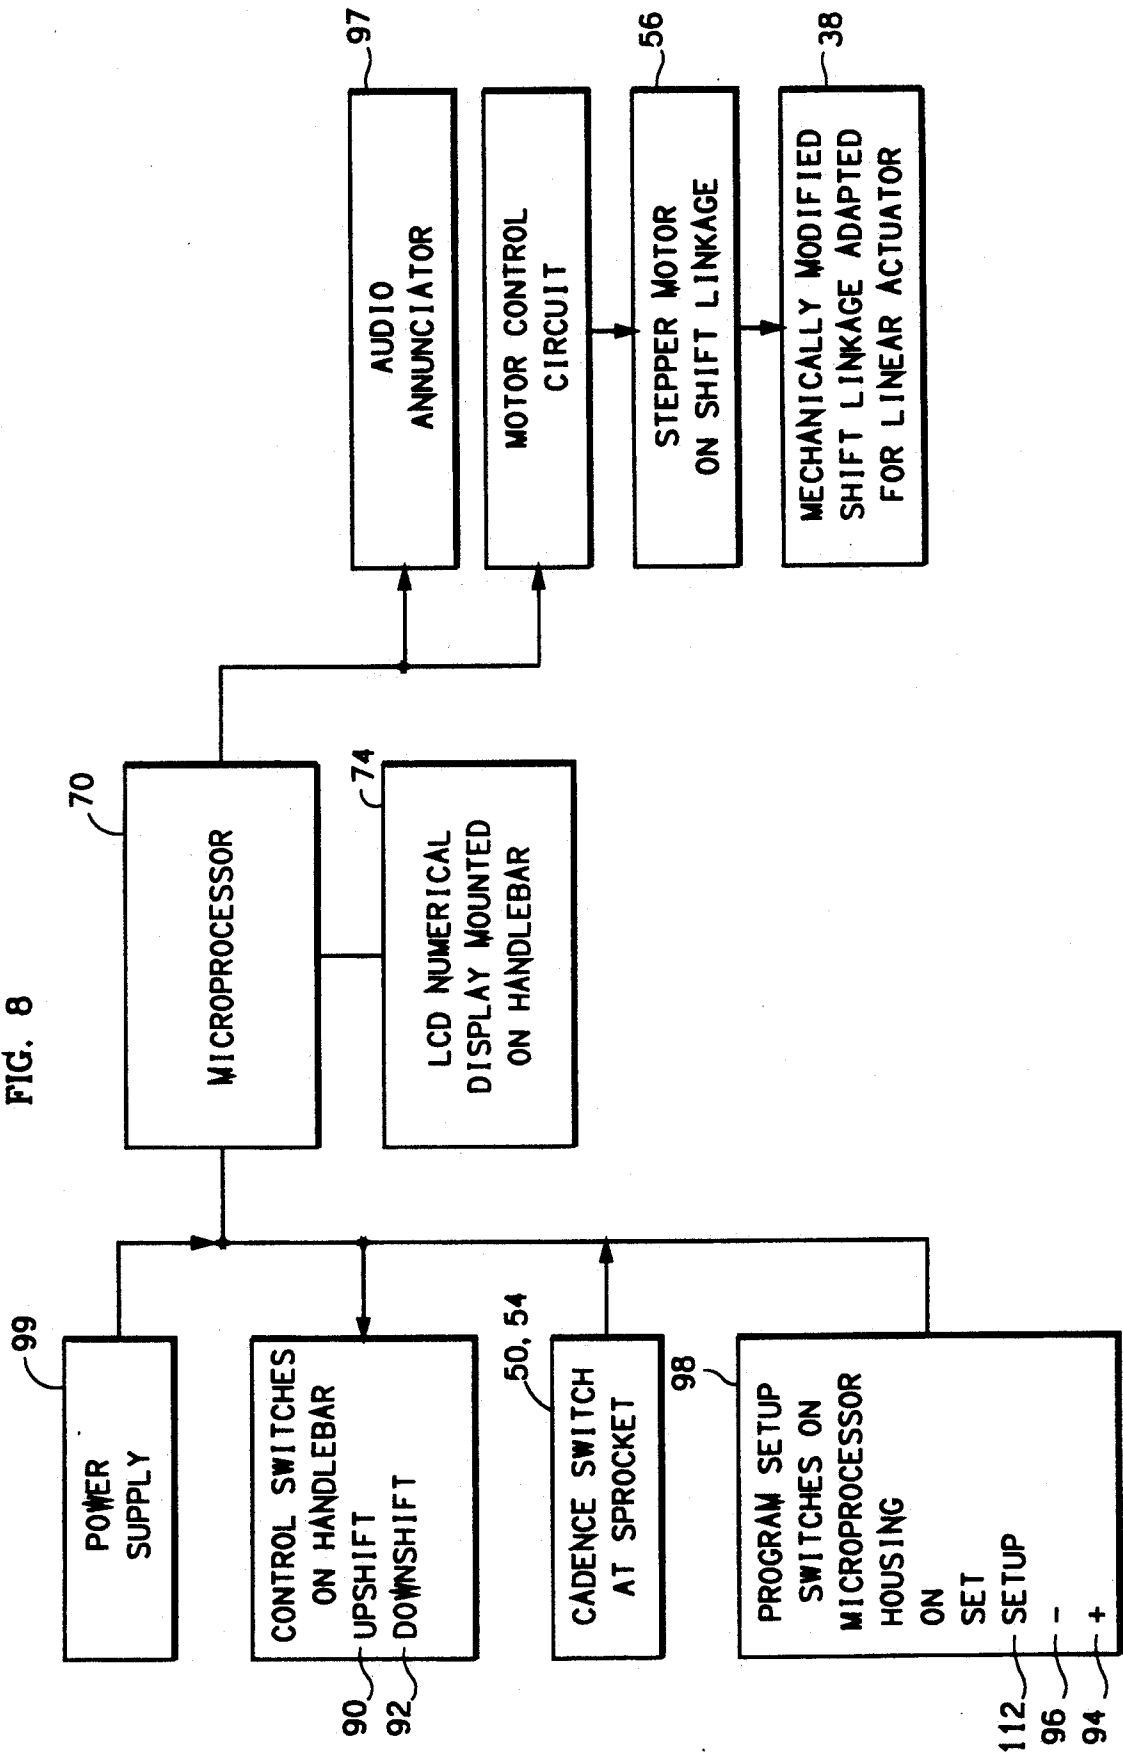 FIG. 8
99
POWER
SUPPLY
CONTROL SWITCHES
ON HANDLEBAR
90 UPSHIFT
92 DOWNSHIFT
50, 54
CADENCE SWITCH
AT SPROCKET
98
PROGRAM SETUP
SWITCHES ON
MICROPROCESSOR
HOUSING
ON
SET
112 SETUP
96 -
94 +
70
MICROPROCESSOR
74
LCD NUMERICAL
DISPLAY MOUNTED
ON HANDLEBAR
97
AUDIO
ANNUNCIATOR
MOTOR CONTROL
CIRCUIT
56
STEPPER MOTOR
ON SHIFT LINKAGE
38
MECHANICALLY MODIFIED
SHIFT LINKAGE ADAPTED
FOR LINEAR ACTUATOR